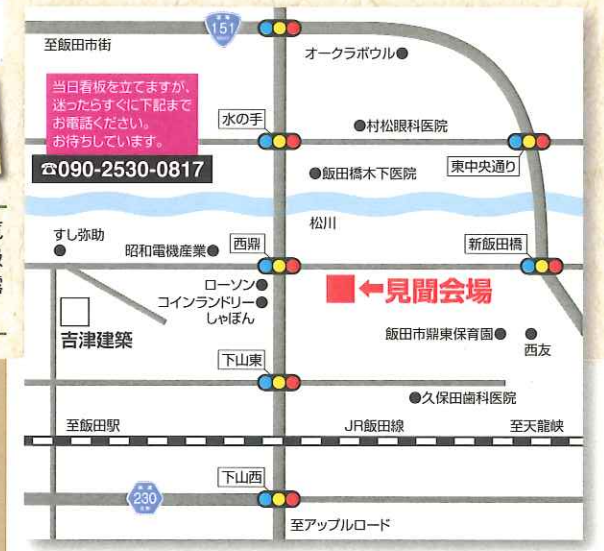 151
至飯田市街
オークラボウル
当日看板を立てますが、
迷ったらすぐに下記まで
お電話ください。
お待ちしています。
☎090-2530-0817
水の手
村松眼科医院
東中央通り
飯田橋木下医院
松川
すし弥助
昭和電機産業
西鼎
新飯田橋
ローソン
コインランドリー
しゃぼん
←見聞会場
吉津建築
飯田市鼎東保育園
西友
下山東
久保田歯科医院
至飯田駅
JR飯田線
至天龍峡
下山西
230
至アップルロード